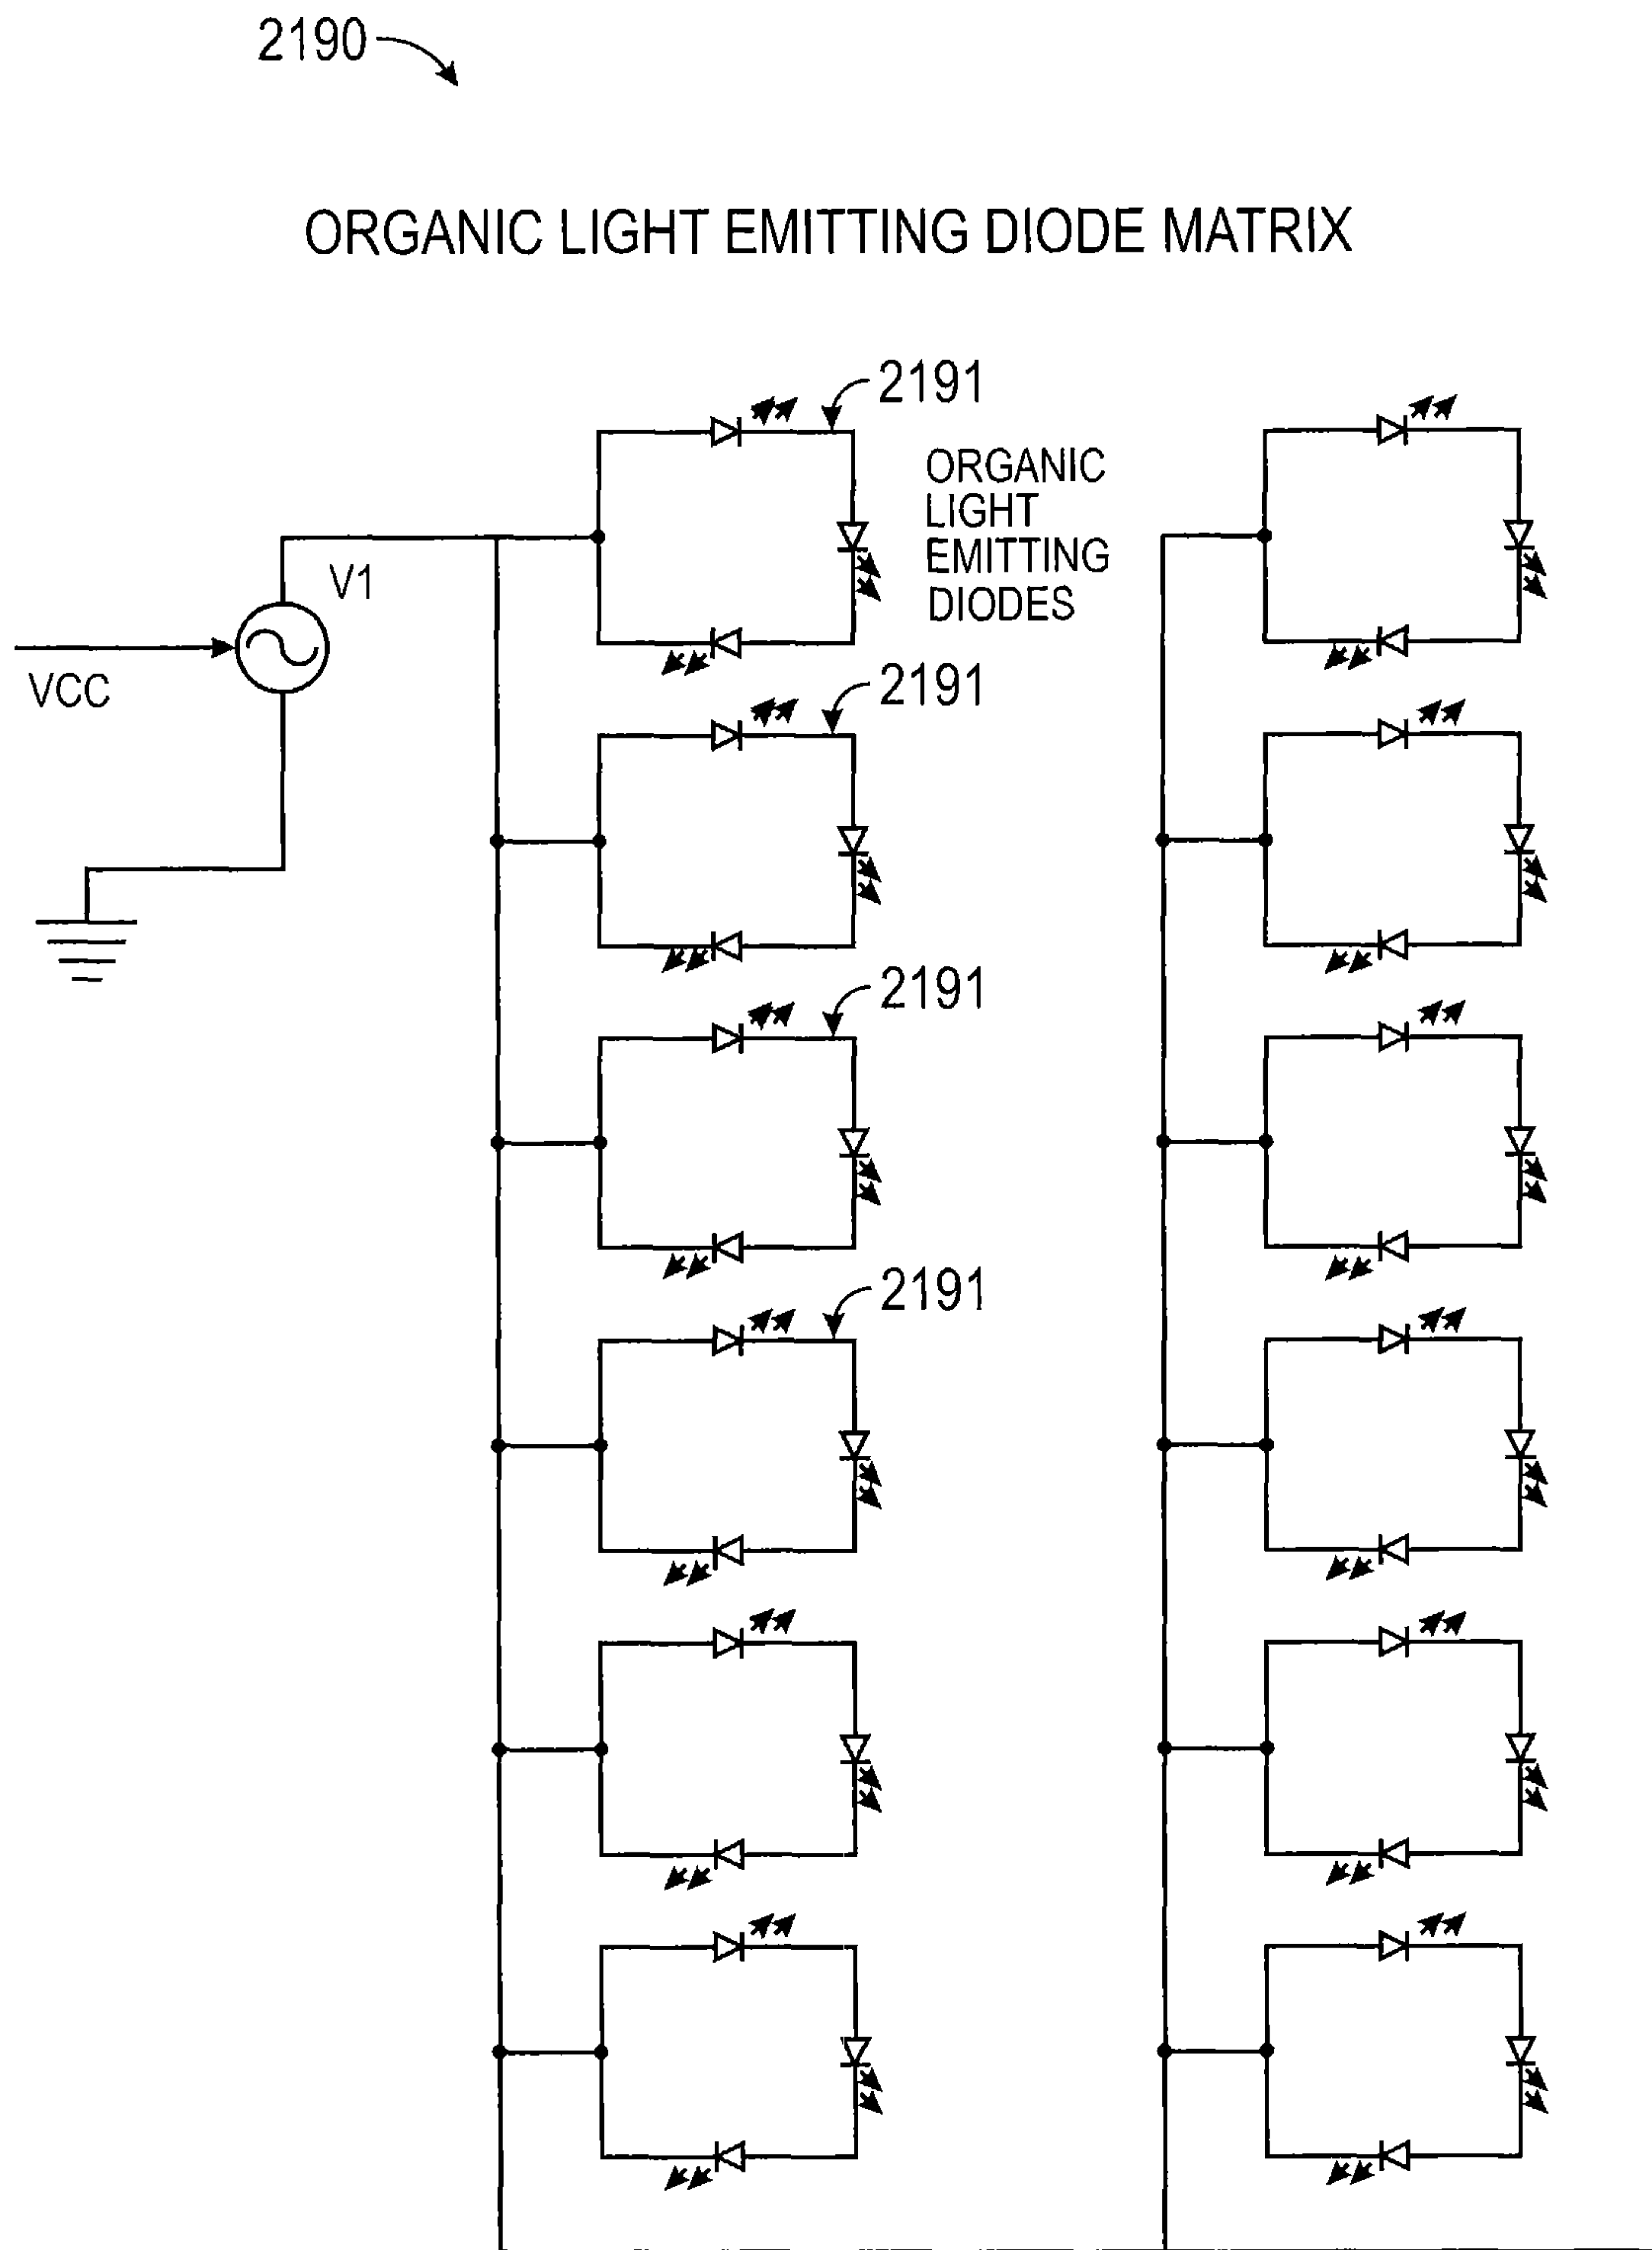 2190
ORGANIC LIGHT EMITTING DIODE MATRIX
2191
ORGANIC
LIGHT
EMITTING
DIODES
V1
VCC
2191
2191
2191